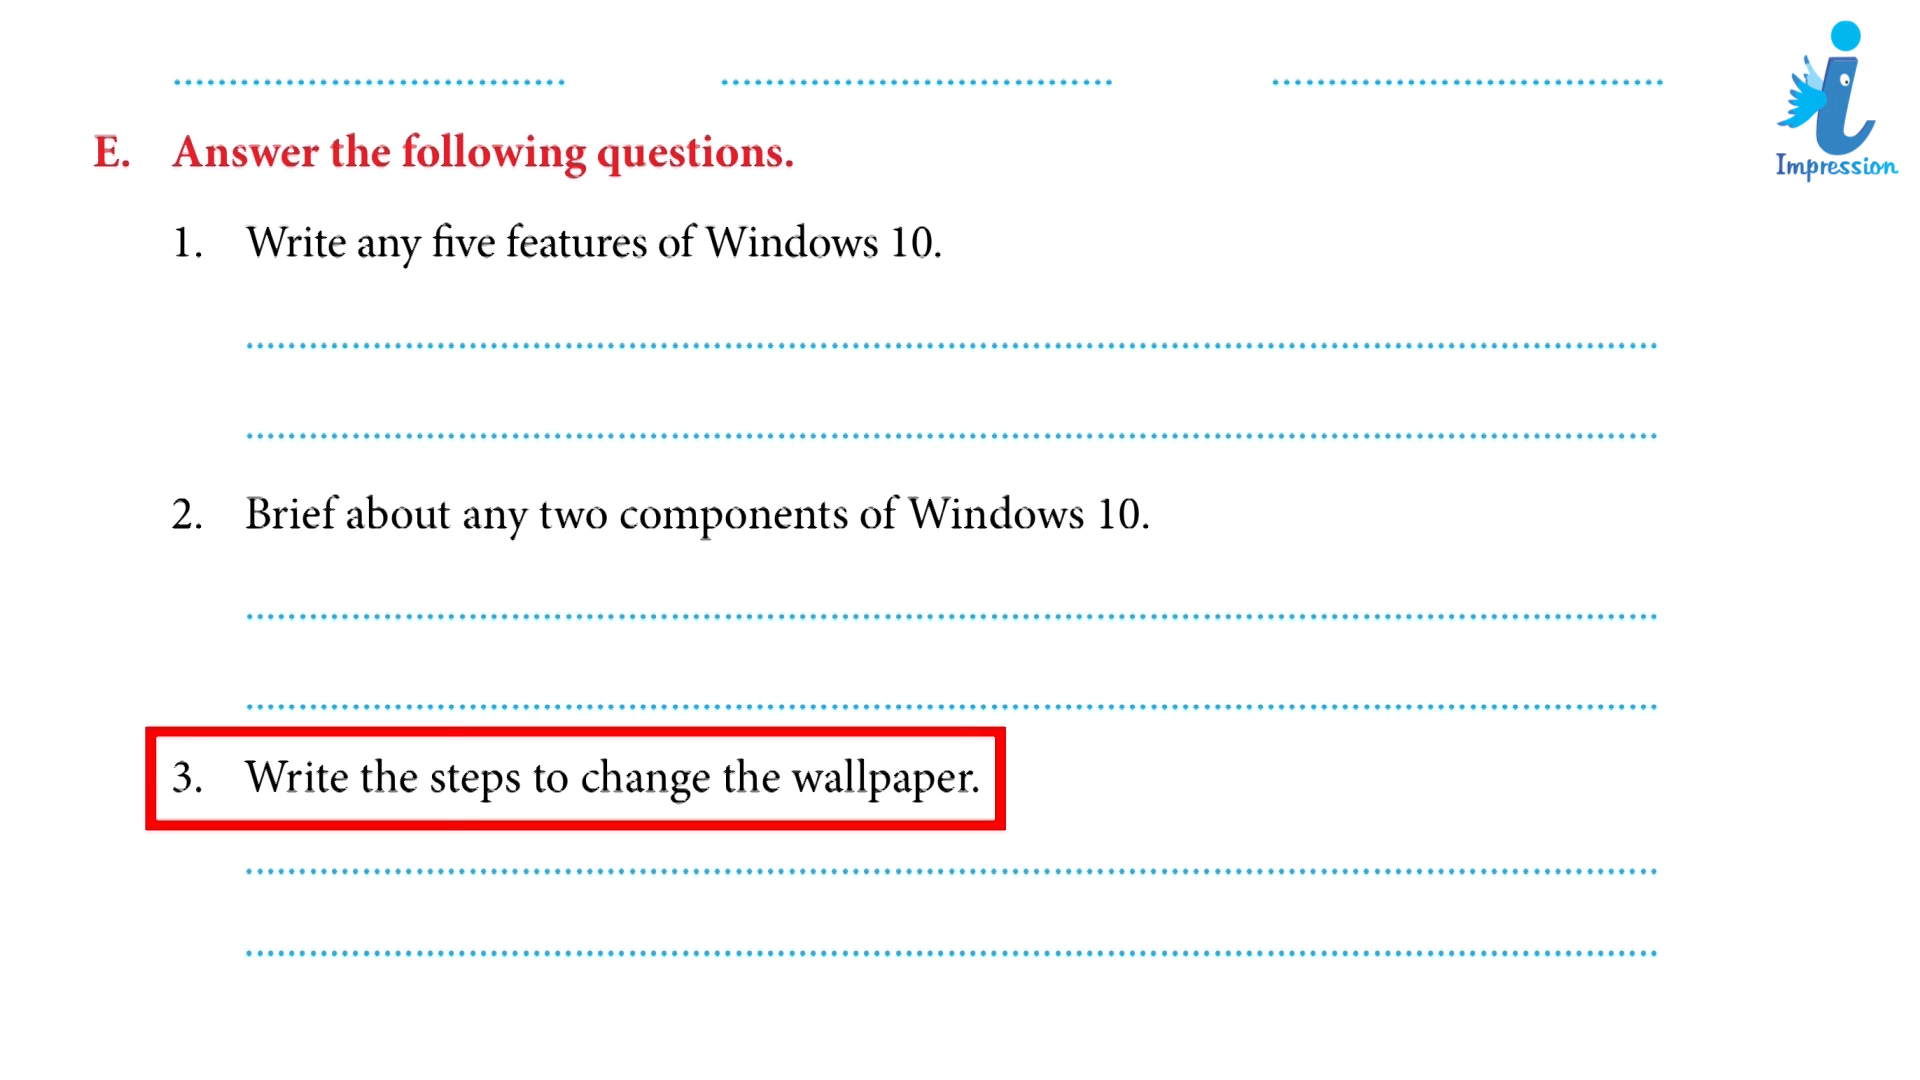 Impression
E. Answer the following questions.
1. Write any five features of Windows 10.
2. Brief about any two components of Windows 10.
3. Write the steps to change the wallpaper.